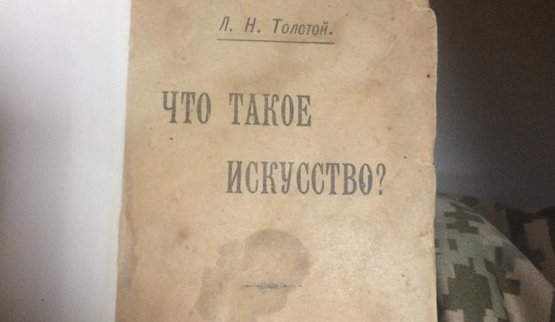 Л. Н. Толстой.
ЧТО ТАКОЕ
ИСКУССТВО?